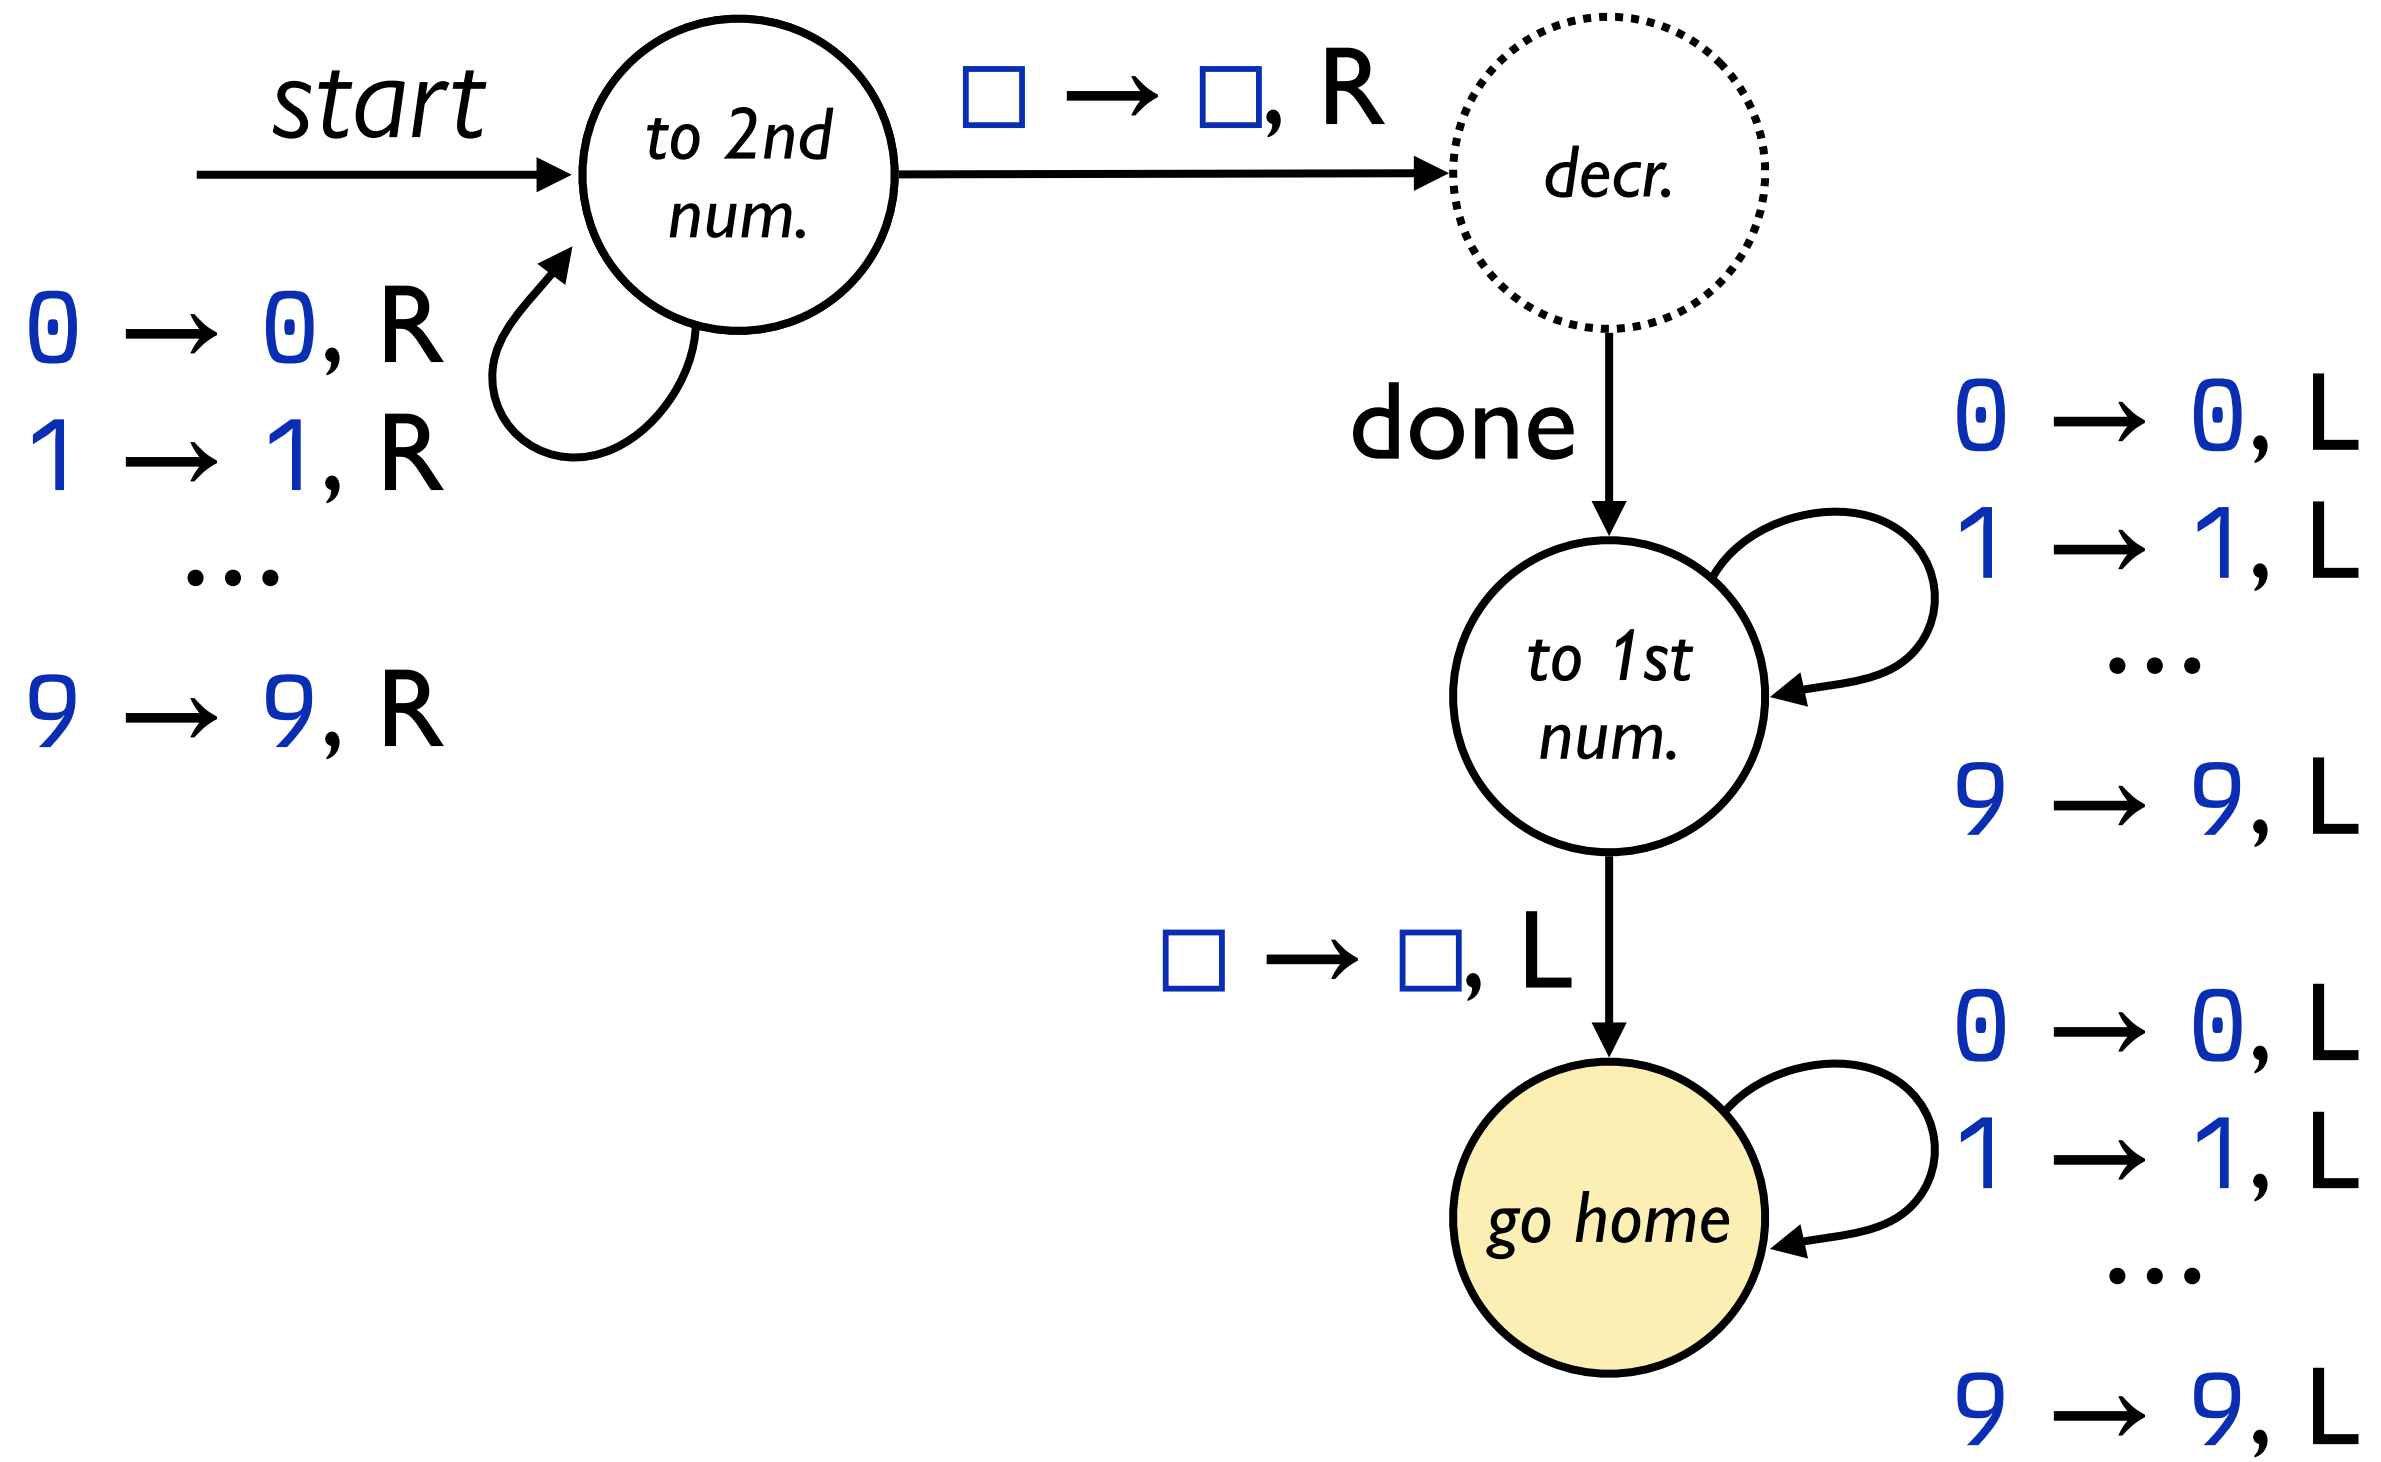 start
to 2nd
num.
□ → □, R
decr.
0 → 0, R
1 → 1, R
...
9 → 9, R
done
0 → 0, L
1 → 1, L
...
9 → 9, L
to 1st
num.
□ → □, L
go home
0 → 0, L
1 → 1, L
...
9 → 9, L